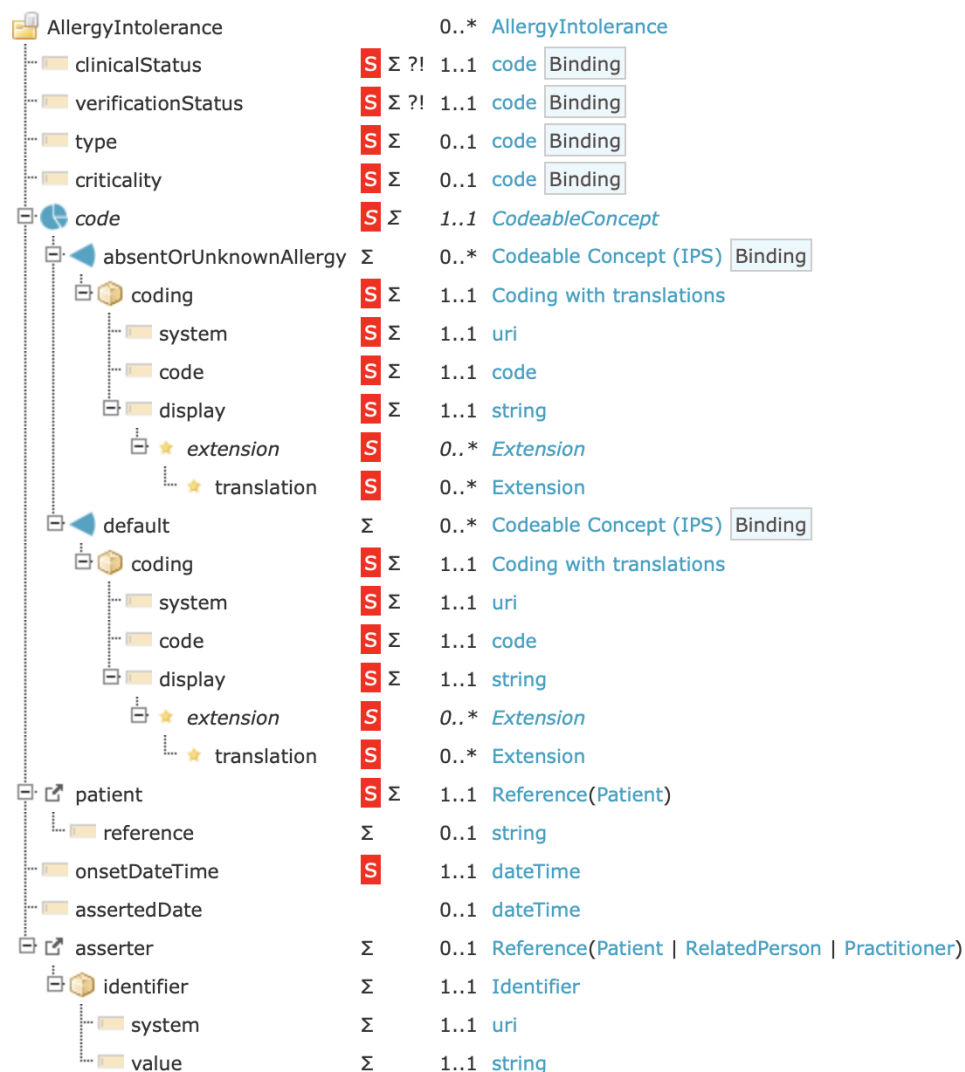 AllergyIntolerance 0..* AllergyIntolerance
clinicalStatus S Σ ?! 1..1 code Binding
verificationStatus S Σ ?! 1..1 code Binding
type S Σ 0..1 code Binding
criticality S Σ 0..1 code Binding
code S Σ 1..1 CodeableConcept
absentOrUnknownAllergy Σ 0..* Codeable Concept (IPS) Binding
coding S Σ 1..1 Coding with translations
system S Σ 1..1 uri
code S Σ 1..1 code
display S Σ 1..1 string
extension S 0..* Extension
translation S 0..* Extension
default Σ 0..* Codeable Concept (IPS) Binding
coding S Σ 1..1 Coding with translations
system S Σ 1..1 uri
code S Σ 1..1 code
display S Σ 1..1 string
extension S 0..* Extension
translation S 0..* Extension
patient S Σ 1..1 Reference(Patient)
reference Σ 0..1 string
onsetDateTime S 1..1 dateTime
assertedDate 0..1 dateTime
asserter Σ 0..1 Reference(Patient | RelatedPerson | Practitioner)
identifier Σ 1..1 Identifier
system Σ 1..1 uri
value Σ 1..1 string